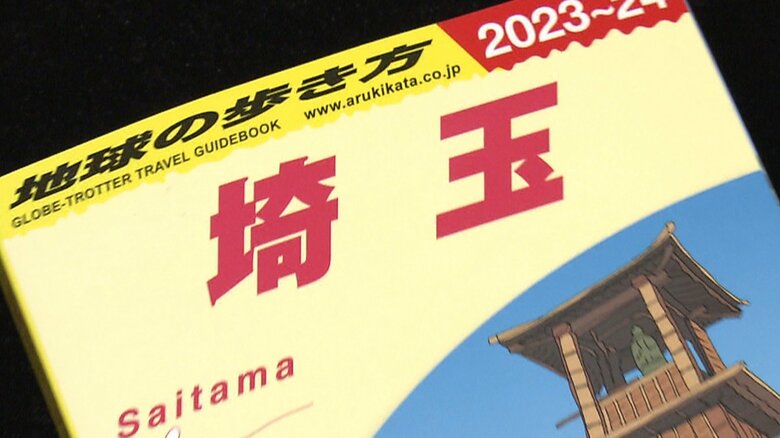 2023~24
地球の歩き方
www.arukikata.co.jp
GLOBE-TROTTER TRAVEL GUIDEBOOK
埼玉
Saitama